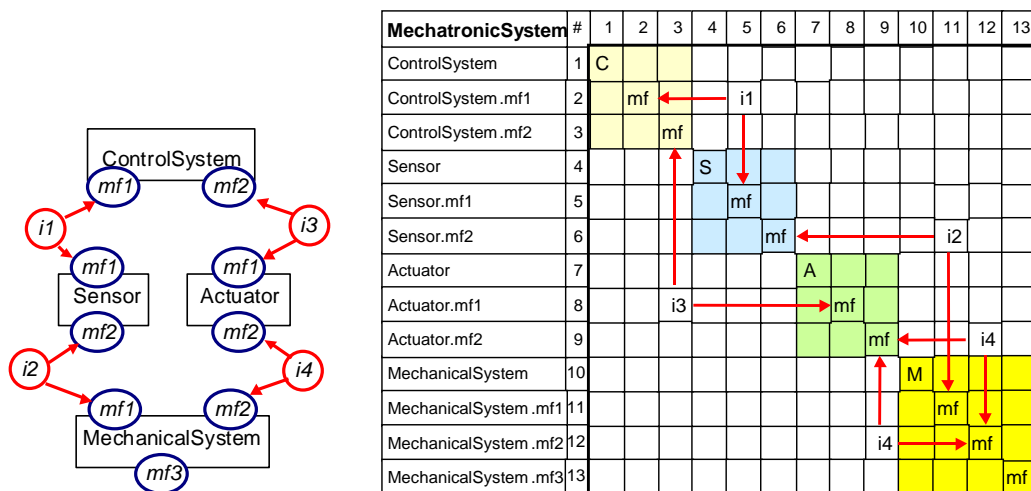 ControlSystem
mf1 mf2
i1 i3
mf1 mf1
Sensor Actuator
mf2 mf2
i2 i4
mf1 mf2
MechanicalSystem
mf3
MechatronicSystem # 1 2 3 4 5 6 7 8 9 10 11 12 13
ControlSystem 1 C
ControlSystem .mf1 2 mf i1
ControlSystem .mf2 3 mf
Sensor 4 S
Sensor.mf1 5 mf
Sensor.mf2 6 mf i2
Actuator 7 A
Actuator.mf1 8 i3 mf
Actuator.mf2 9 mf i4
MechanicalSystem 10 M
MechanicalSystem .mf1 11 mf
MechanicalSystem .mf2 12 i4 mf
MechanicalSystem .mf3 13 mf